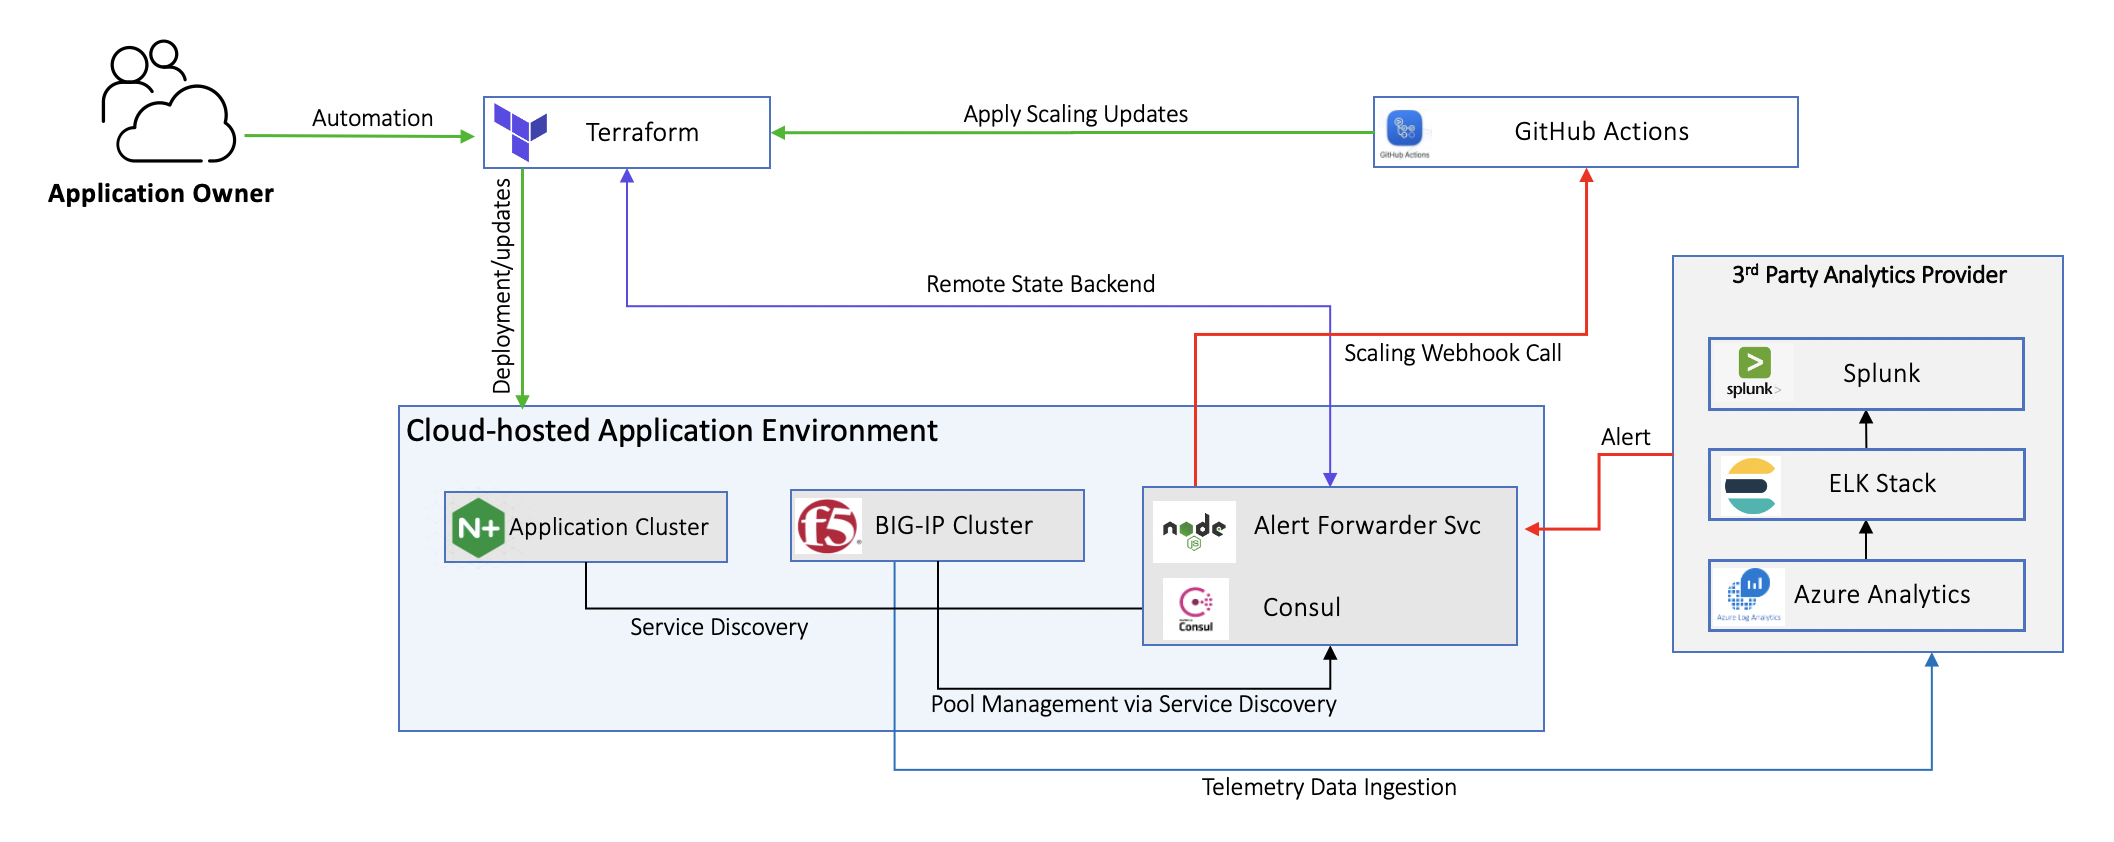 Automation
Terraform
Apply Scaling Updates
GitHub Actions
GitHub Actions
Application Owner
Deployment/updates
Remote State Backend
Scaling Webhook Call
3rd Party Analytics Provider
splunk>
Splunk
Alert
ELK Stack
Azure Log Analytics
Azure Analytics
Cloud-hosted Application Environment
N+
Application Cluster
f5
BIG-IP Cluster
node
JS
Alert Forwarder Svc
Consul
Consul
Service Discovery
Pool Management via Service Discovery
Telemetry Data Ingestion